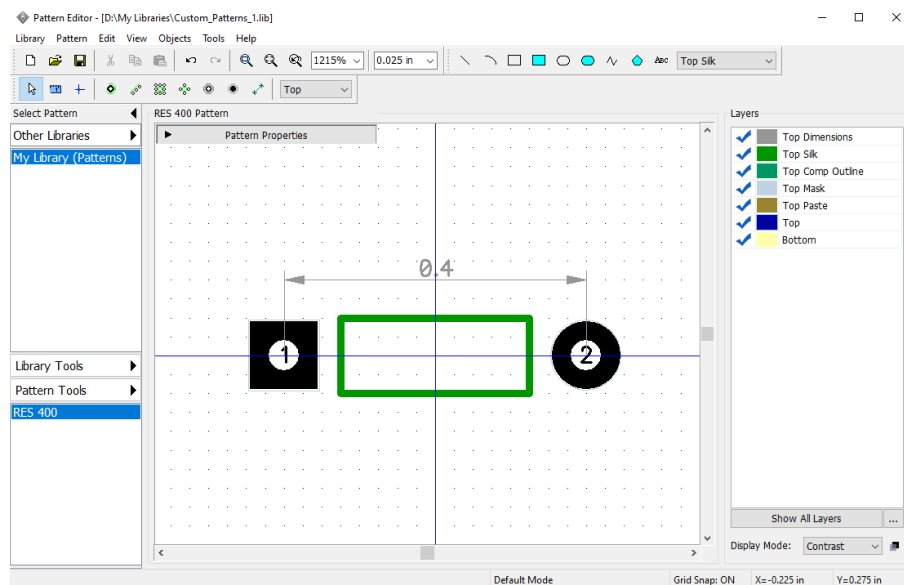 Pattern Editor - [D:\My Libraries\Custom_Patterns_1.lib]
Library Pattern Edit View Objects Tools Help
1215% 0.025 in ABC Top Silk
Top
Select Pattern
Other Libraries
My Library (Patterns)
Library Tools
Pattern Tools
RES 400
RES 400 Pattern
Pattern Properties
0.4
1 2
Layers
Top Dimensions
Top Silk
Top Comp Outline
Top Mask
Top Paste
Top
Bottom
Show All Layers ...
Display Mode: Contrast
Default Mode Grid Snap: ON X=-0.225 in Y=0.275 in